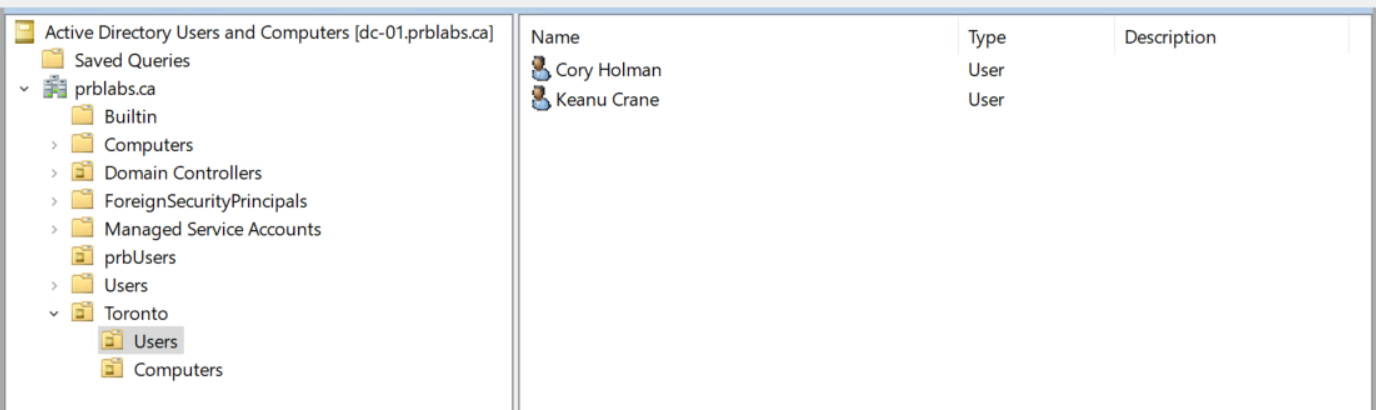 Active Directory Users and Computers [dc-01.prblabs.ca]
Saved Queries
prblabs.ca
Builtin
Computers
Domain Controllers
ForeignSecurityPrincipals
Managed Service Accounts
prbUsers
Users
Toronto
Users
Computers
Name Type Description
Cory Holman User
Keanu Crane User